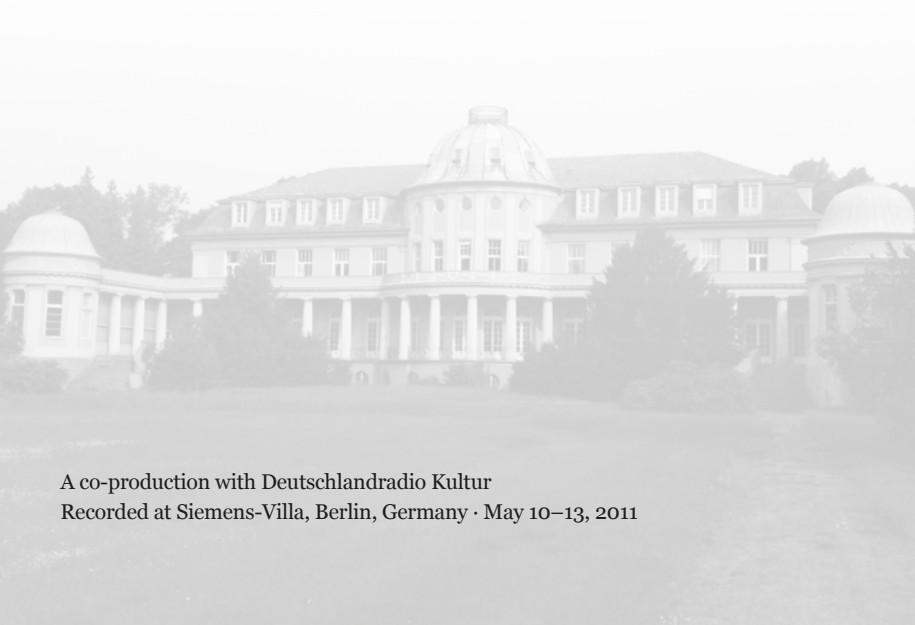 A co-production with Deutschlandradio Kultur
Recorded at Siemens-Villa, Berlin, Germany · May 10–13, 2011